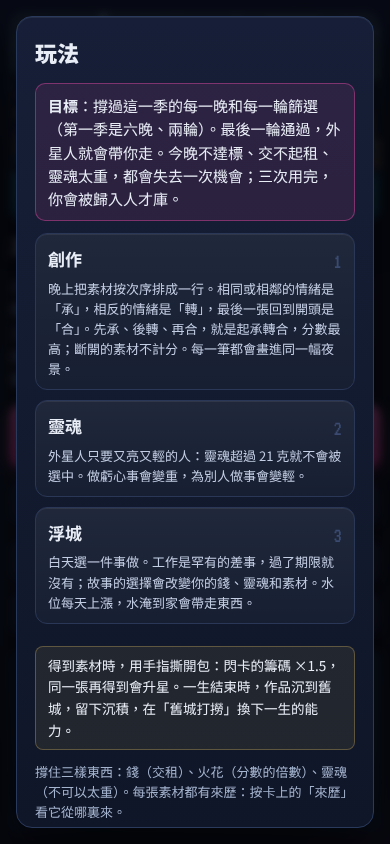 玩法
目標：撐過這一季的每一晚和每一輪篩選
（第一季是六晚、兩輪）。最後一輪通過，外
星人就會帶你走。今晚不達標、交不起租、
靈魂太重，都會失去一次機會；三次用完，
你會被歸入人才庫。
創作
1
晚上把素材按次序排成一行。相同或相鄰的情緒是
「承」，相反的情緒是「轉」，最後一張回到開頭是
「合」。先承、後轉、再合，就是起承轉合，分數最
高；斷開的素材不計分。每一筆都會畫進同一幅夜
景。
靈魂
2
外星人只要又亮又輕的人：靈魂超過 21 克就不會被
選中。做虧心事會變重，為別人做事會變輕。
浮城
3
白天選一件事做。工作是罕有的差事，過了期限就
沒有；故事的選擇會改變你的錢、靈魂和素材。水
位每天上漲，水淹到家會帶走東西。
得到素材時，用手指撕開包：閃卡的籌碼 ×1.5，
同一張再得到會升星。一生結束時，作品沉到舊
城，留下沉積，在「舊城打撈」換下一生的能
力。
撐住三樣東西：錢（交租）、火花（分數的倍數）、靈魂
（不可以太重）。每張素材都有來歷：按卡上的「來歷」
看它從哪裏來。